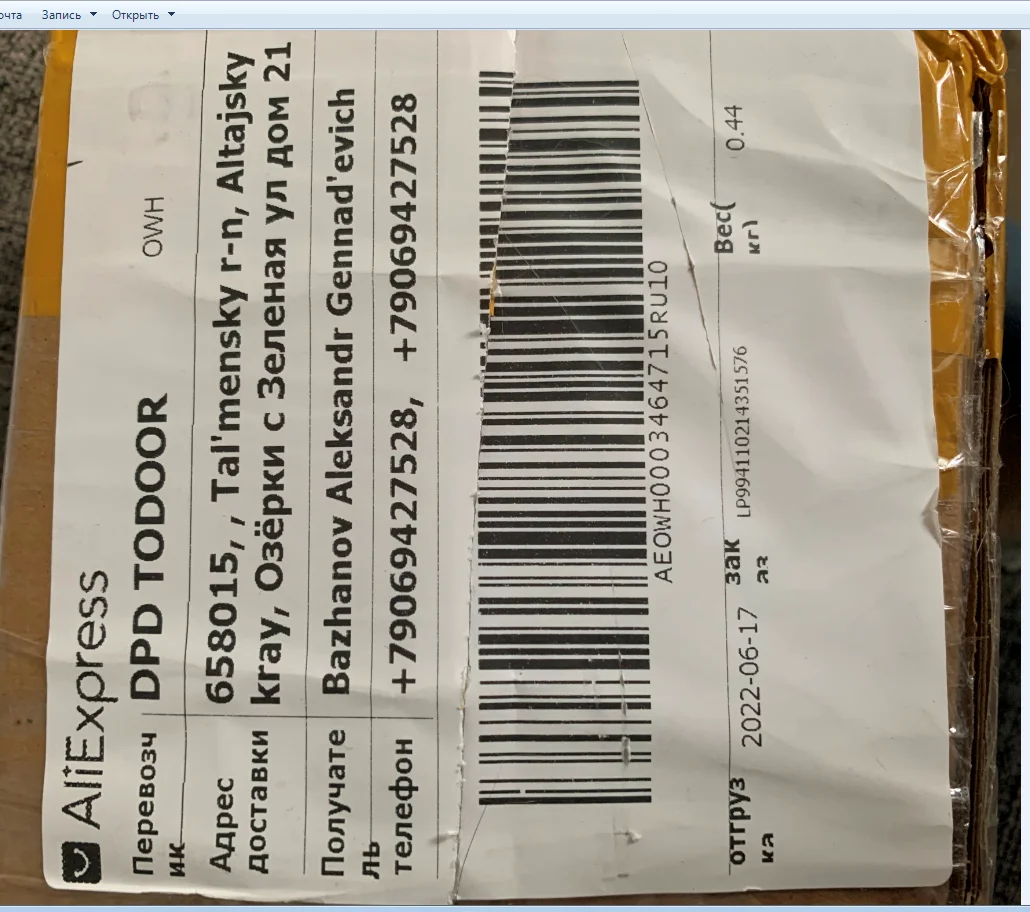 очта Запись Открыть
AliExpress
Перевозч
ик
DPD TODOOR OWH
Адрес
доставки
658015, , Tal'mensky r-n, Altajsky
kray, Озёрки с Зеленая ул дом 21
Получате
ль
Bazhanov Aleksandr Gennad'evich
телефон +79069427528, +79069427528
AEOWH0003464715RU10
отгруз
ка
2022-06-17
зак
аз
LP994110214351576
Вес(
кг)
0.44